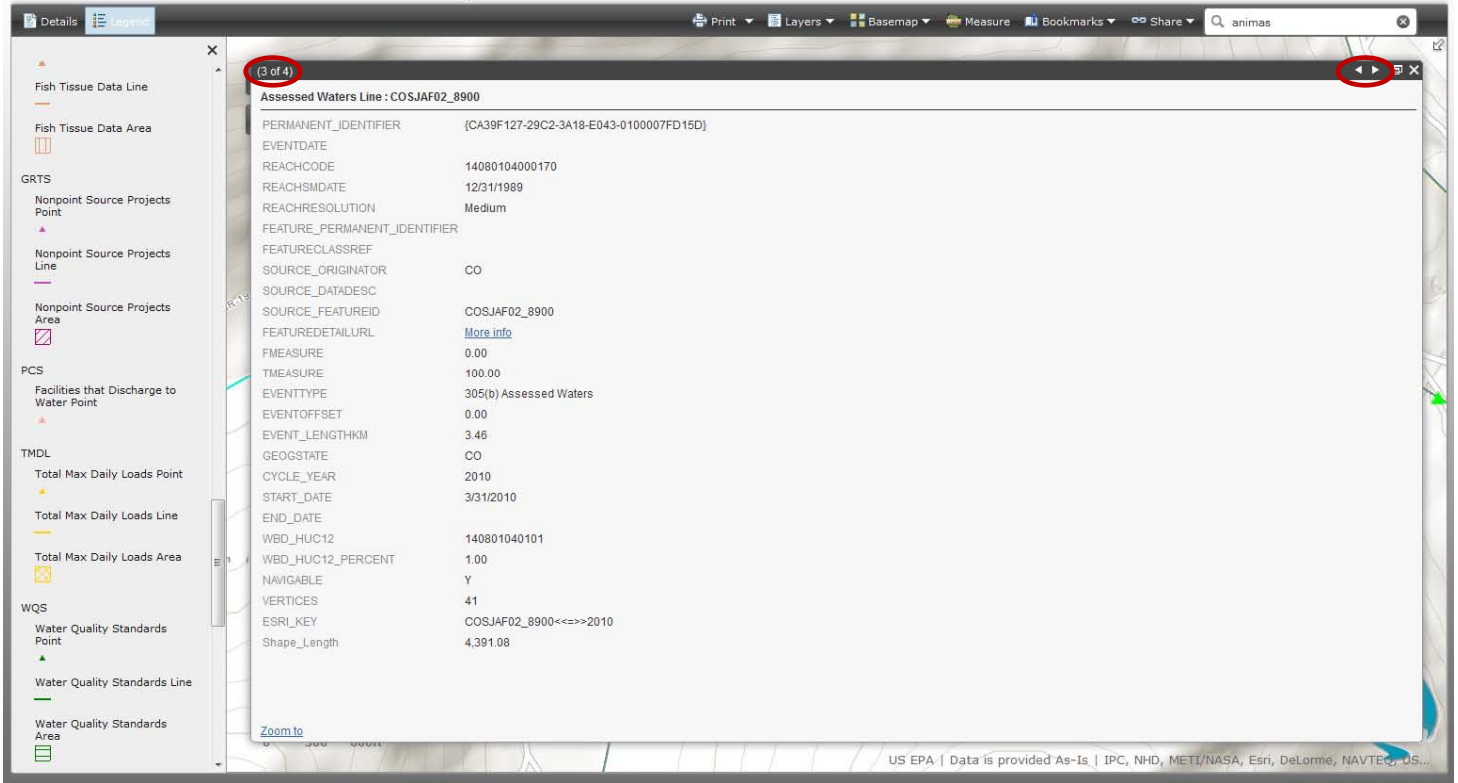 Details Legend Print Layers Basemap Measure Bookmarks Share animas
Fish Tissue Data Line
Fish Tissue Data Area
GRTS
Nonpoint Source Projects
Point
Nonpoint Source Projects
Line
Nonpoint Source Projects
Area
PCS
Facilities that Discharge to
Water Point
TMDL
Total Max Daily Loads Point
Total Max Daily Loads Line
Total Max Daily Loads Area
WQS
Water Quality Standards
Point
Water Quality Standards Line
Water Quality Standards
Area
(3 of 4)
Assessed Waters Line : COSJAF02_8900
PERMANENT_IDENTIFIER {CA39F127-29C2-3A18-E043-0100007FD15D}
EVENTDATE
REACHCODE 14080104000170
REACHSMDATE 12/31/1989
REACHRESOLUTION Medium
FEATURE_PERMANENT_IDENTIFIER
FEATURECLASSREF
SOURCE_ORIGINATOR CO
SOURCE_DATADESC
SOURCE_FEATUREID COSJAF02_8900
FEATUREDETAILURL More info
FMEASURE 0.00
TMEASURE 100.00
EVENTTYPE 305(b) Assessed Waters
EVENTOFFSET 0.00
EVENT_LENGTHKM 3.46
GEOGSTATE CO
CYCLE_YEAR 2010
START_DATE 3/31/2010
END_DATE
WBD_HUC12 140801040101
WBD_HUC12_PERCENT 1.00
NAVIGABLE Y
VERTICES 41
ESRI_KEY COSJAF02_8900<<=>>2010
Shape_Length 4,391.08
Zoom to
US EPA | Data is provided As-Is | IPC, NHD, METI/NASA, Esri, DeLorme, NAVTEQ, US...